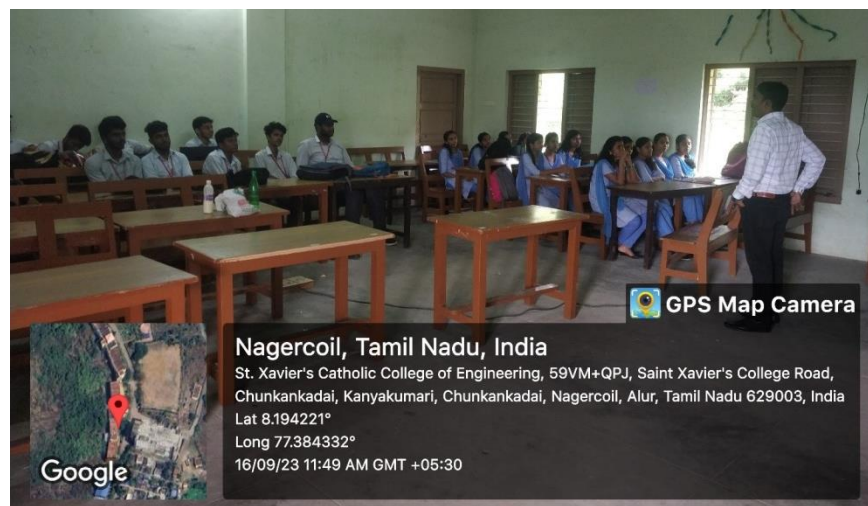 GPS Map Camera
Nagercoil, Tamil Nadu, India
St. Xavier's Catholic College of Engineering, 59VM+QPJ, Saint Xavier's College Road,
Chunkankadai, Kanyakumari, Chunkankadai, Nagercoil, Alur, Tamil Nadu 629003, India
Lat 8.194221°
Long 77.384332°
16/09/23 11:49 AM GMT +05:30
Google